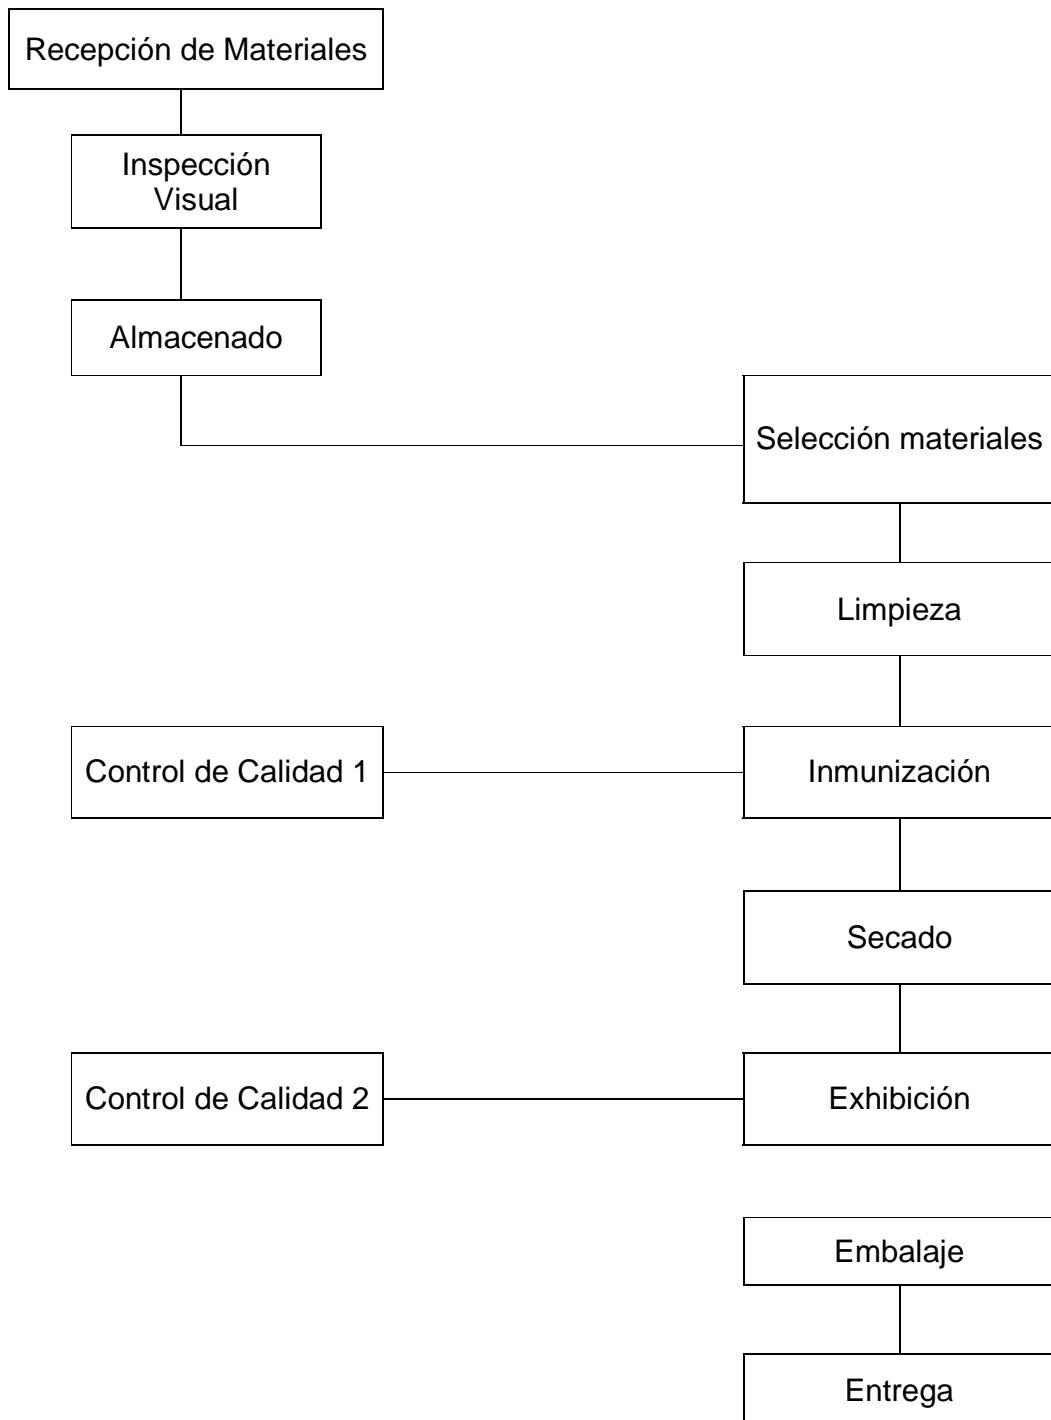 Recepción de Materiales
Inspección
Visual
Almacenado
Selección materiales
Limpieza
Control de Calidad 1
Inmunización
Secado
Control de Calidad 2
Exhibición
Embalaje
Entrega